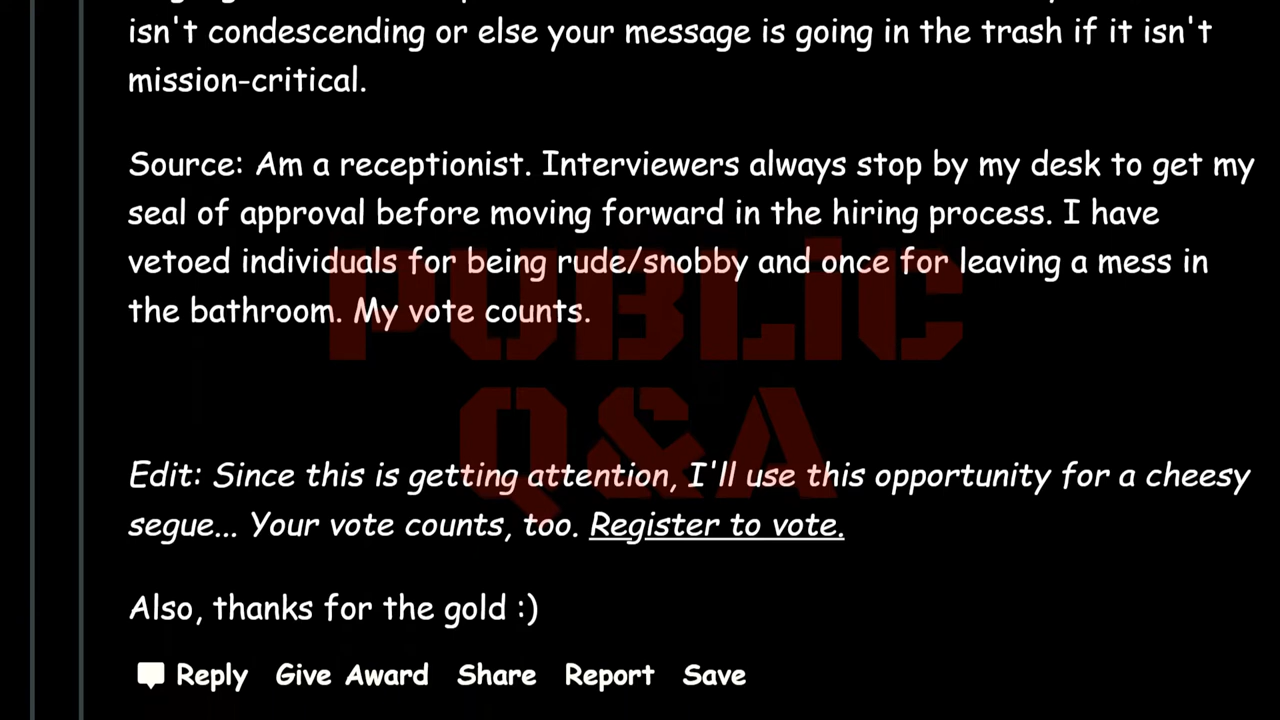 isn't condescending or else your message is going in the trash if it isn't
mission-critical.
Source: Am a receptionist. Interviewers always stop by my desk to get my
seal of approval before moving forward in the hiring process. I have
vetoed individuals for being rude/snobby and once for leaving a mess in
the bathroom. My vote counts.
PUBLiC
Q&A
Edit: Since this is getting attention, I'll use this opportunity for a cheesy
segue... Your vote counts, too. Register to vote.
Also, thanks for the gold :)
Reply Give Award Share Report Save